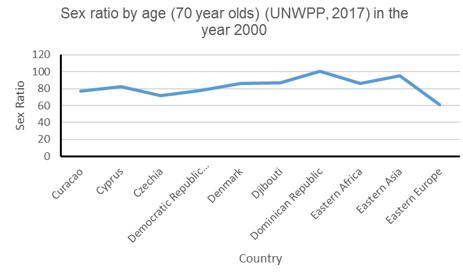 Sex ratio by age (70 year olds) (UNWPP, 2017) in the
year 2000
120
100
80
60
40
20
0
Sex Ratio
Curacao
Cyprus
Czechia
Democratic Republic...
Denmark
Djibouti
Dominican Republic
Eastern Africa
Eastern Asia
Eastern Europe
Country